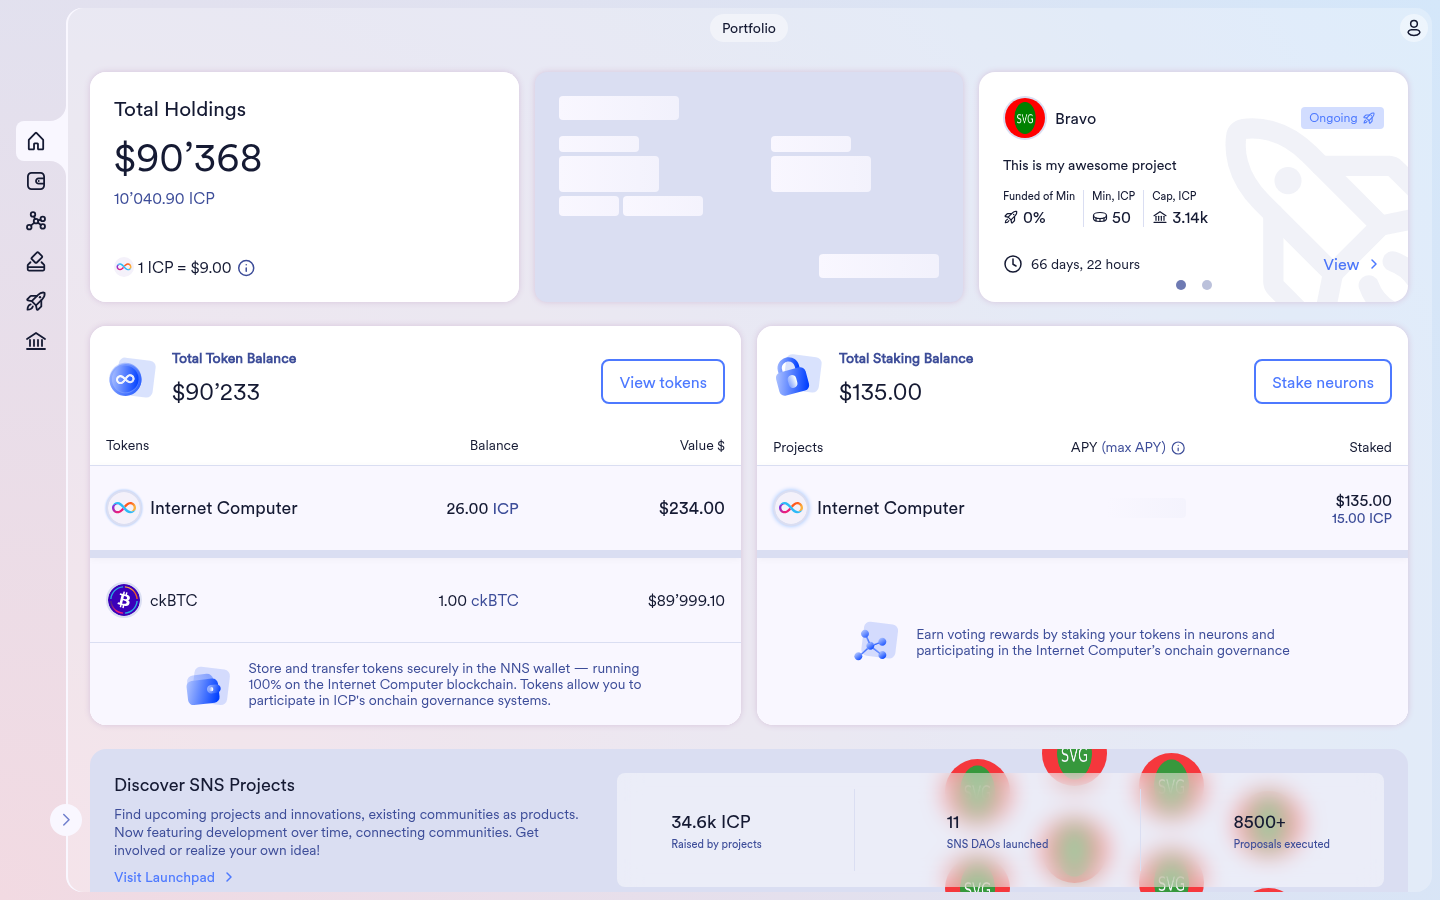 Portfolio
Total Holdings
$90’368
10’040.90 ICP
1 ICP = $9.00
SVG
Bravo
Ongoing
This is my awesome project
Funded of Min
0%
Min, ICP
50
Cap, ICP
3.14k
66 days, 22 hours
View
Total Token Balance
$90’233
View tokens
Tokens
Balance
Value $
Internet Computer
26.00 ICP
$234.00
ckBTC
1.00 ckBTC
$89’999.10
Store and transfer tokens securely in the NNS wallet — running
100% on the Internet Computer blockchain. Tokens allow you to
participate in ICP's onchain governance systems.
Total Staking Balance
$135.00
Stake neurons
Projects
APY (max APY)
Staked
Internet Computer
$135.00
15.00 ICP
Earn voting rewards by staking your tokens in neurons and
participating in the Internet Computer’s onchain governance
Discover SNS Projects
Find upcoming projects and innovations, existing communities as products.
Now featuring development over time, connecting communities. Get
involved or realize your own idea!
Visit Launchpad
34.6k ICP
Raised by projects
11
SNS DAOs launched
8500+
Proposals executed
SVG
SVG
SVG
SVG